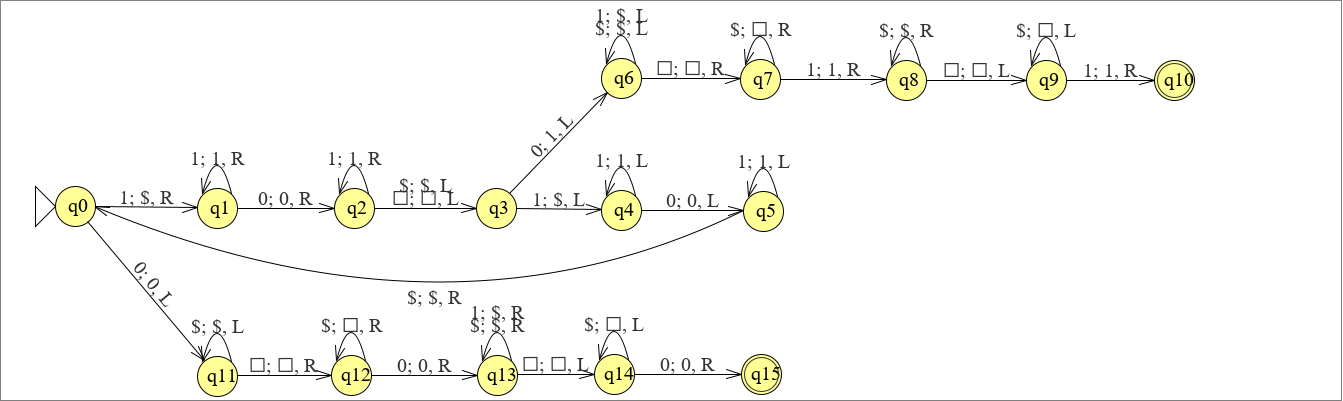 1; $, L
$; $, L
$; □, R
$; $, R
$; □, L
q6
□; □, R
q7
1; 1, R
q8
□; □, L
q9
1; 1, R
q10
0; 1, L
1; 1, R
1; 1, R
1; 1, L
1; 1, L
$; $, L
□; □, L
q0
1; $, R
q1
0; 0, R
q2
q3
1; $, L
q4
0; 0, L
q5
0; 0, L
$; $, R
1; $, R
$; $, L
$; □, R
$; $, R
$; □, L
q11
□; □, R
q12
0; 0, R
q13
□; □, L
q14
0; 0, R
q15